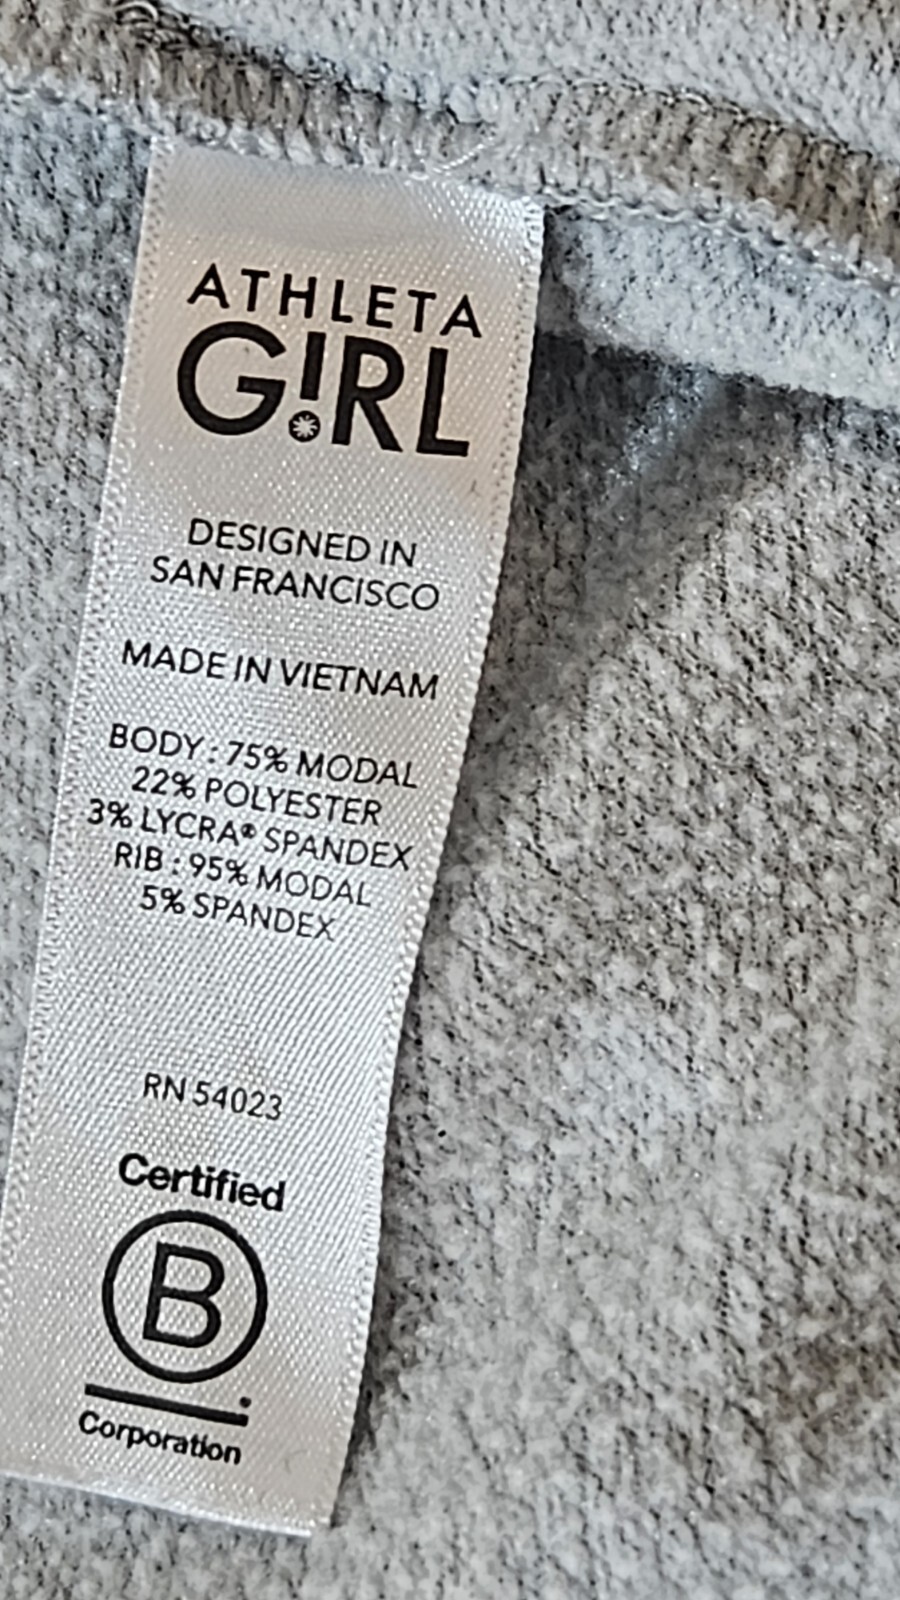 ATHLETA
G!RL
DESIGNED IN
SAN FRANCISCO
MADE IN VIETNAM
BODY : 75% MODAL
22% POLYESTER
3% LYCRA® SPANDEX
RIB : 95% MODAL
5% SPANDEX
RN 54023
Certified
B
Corporation